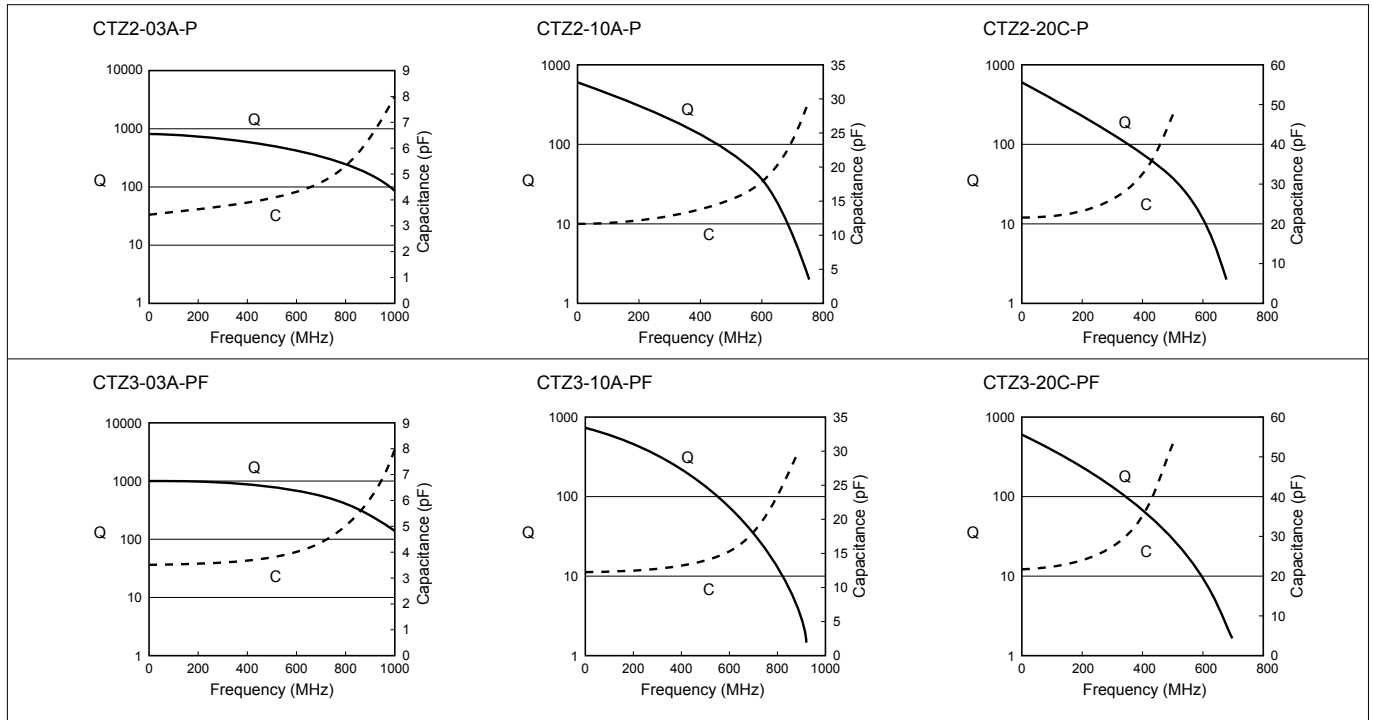 CTZ2-03A-P
10000
1000
100
10
1
Q
Q
C
9
8
7
6
5
4
3
2
1
0
Capacitance (pF)
0 200 400 600 800 1000
Frequency (MHz)
CTZ2-10A-P
1000
100
10
1
Q
Q
C
35
30
25
20
15
10
5
0
Capacitance (pF)
0 200 400 600 800
Frequency (MHz)
CTZ2-20C-P
1000
100
10
1
Q
Q
C
60
50
40
30
20
10
0
Capacitance (pF)
0 200 400 600 800
Frequency (MHz)
CTZ3-03A-PF
10000
1000
100
10
1
Q
Q
C
9
8
7
6
5
4
3
2
1
0
Capacitance (pF)
0 200 400 600 800 1000
Frequency (MHz)
CTZ3-10A-PF
1000
100
10
1
Q
Q
C
35
30
25
20
15
10
5
0
Capacitance (pF)
0 200 400 600 800 1000
Frequency (MHz)
CTZ3-20C-PF
1000
100
10
1
Q
Q
C
60
50
40
30
20
10
0
Capacitance (pF)
0 200 400 600 800
Frequency (MHz)